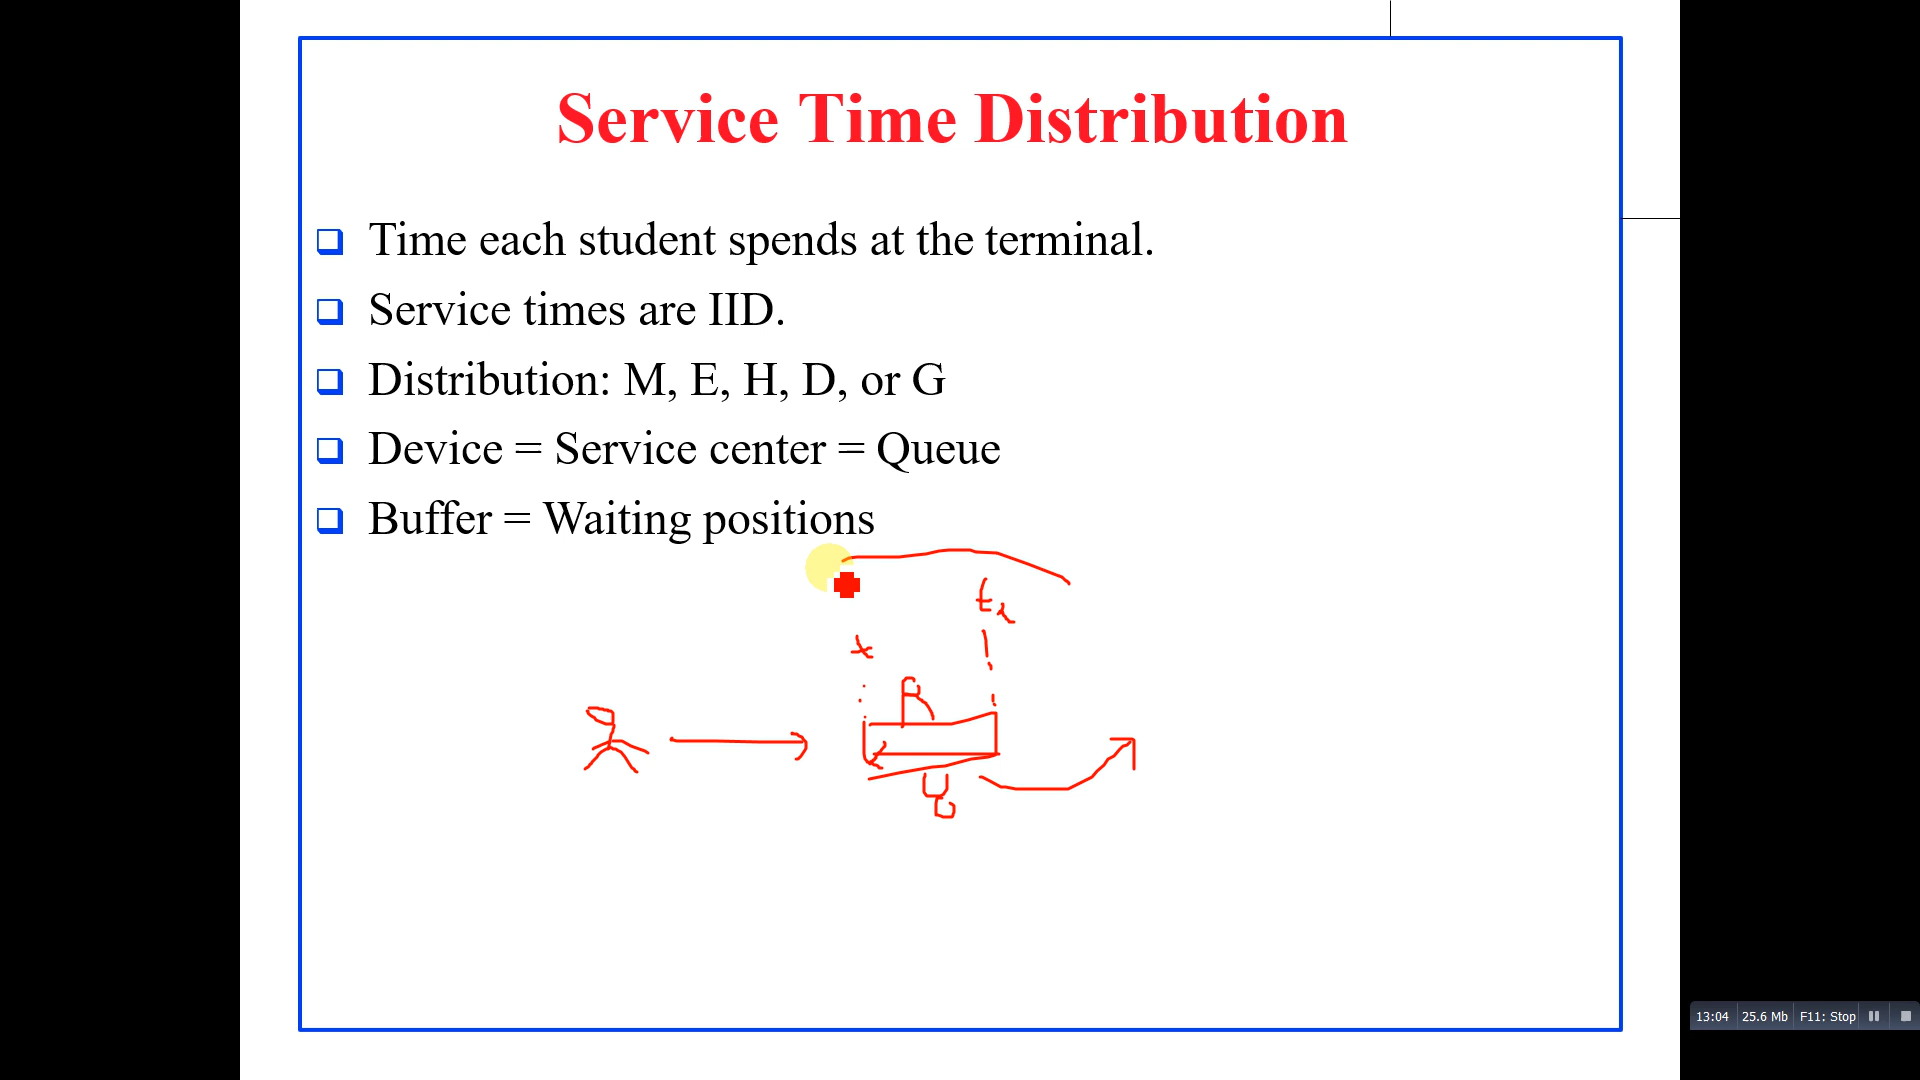 Service Time Distribution
Time each student spends at the terminal.
Service times are IID.
Distribution: M, E, H, D, or G
Device = Service center = Queue
Buffer = Waiting positions
R
13:04 25.6 Mb F11: Stop